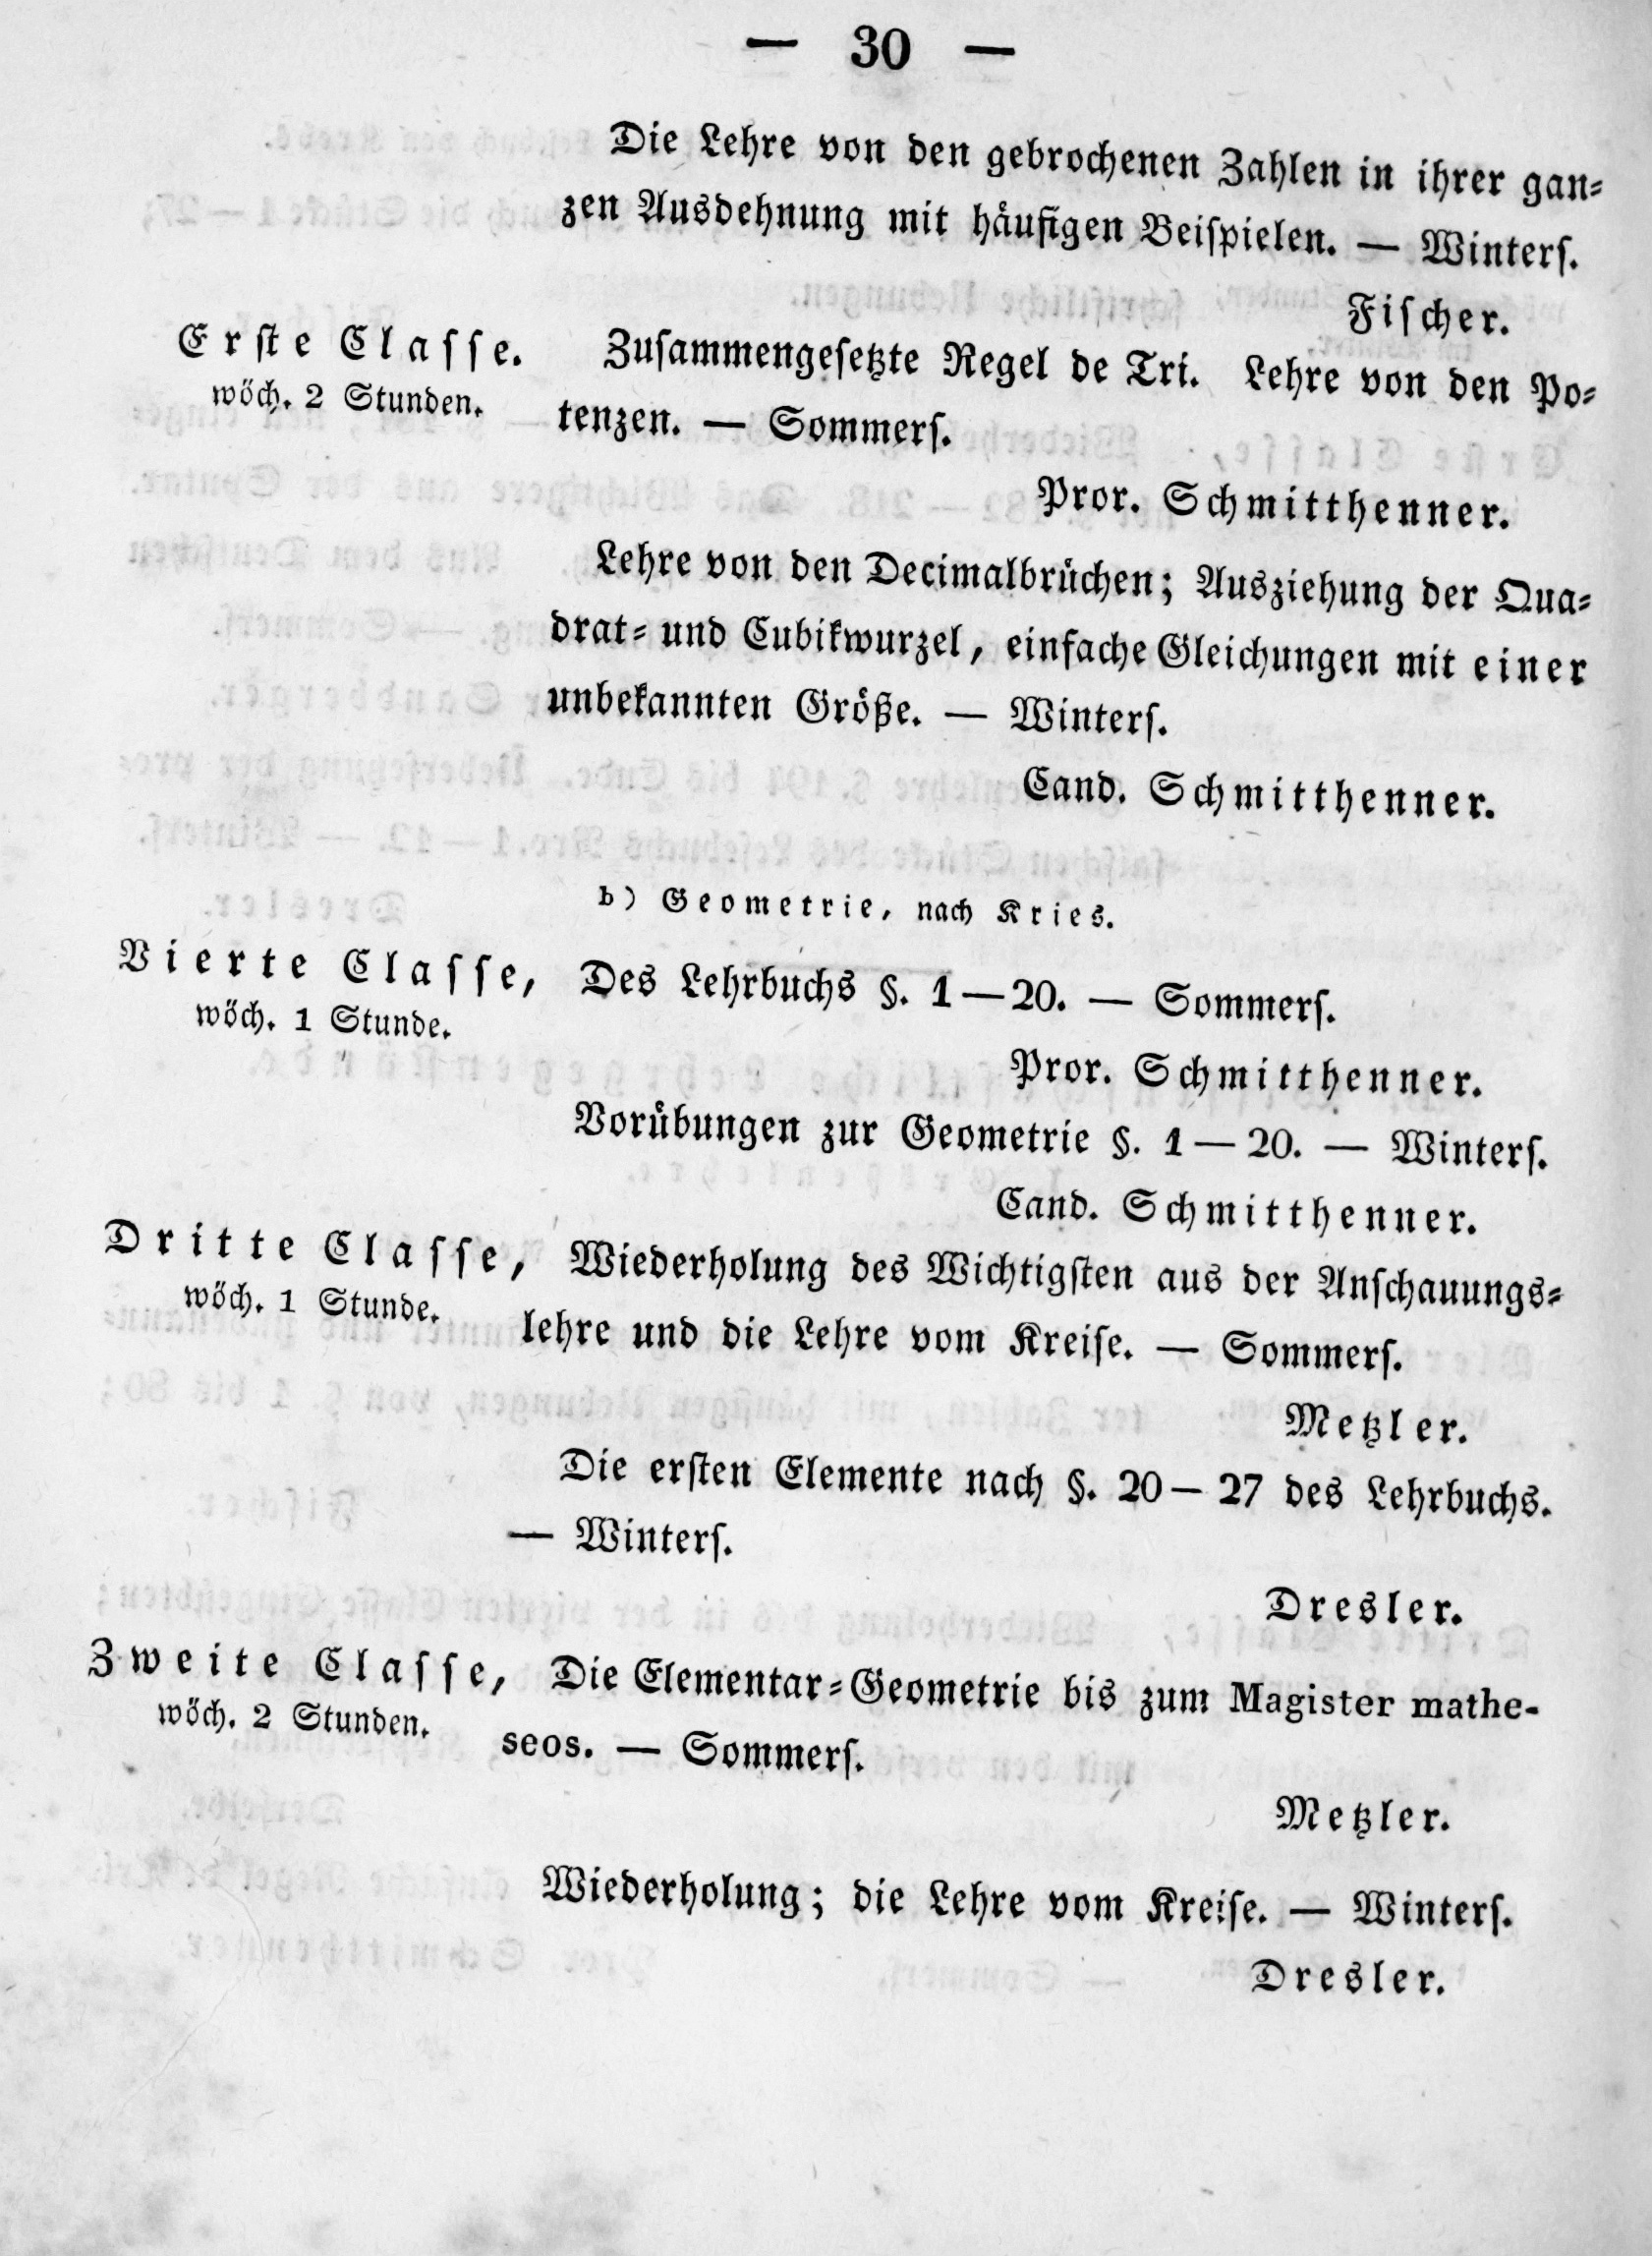 — 30 —
Die Lehre von den gebrochenen Zahlen in ihrer gan-
zen Ausdehnung mit häufigen Beispielen. — Winters.
Fischer.
Erste Classe. Zusammengesetzte Regel de Tri. Lehre von den Po-
wöch. 2 Stunden. tenzen. — Sommers.
Pror. Schmitthenner.
Lehre von den Decimalbrüchen; Ausziehung der Qua-
drat- und Cubikwurzel, einfache Gleichungen mit einer
unbekannten Größe. — Winters.
Cand. Schmitthenner.
b) Geometrie, nach Kries.
Vierte Classe, Des Lehrbuchs §. 1—20. — Sommers.
wöch. 1 Stunde.
Pror. Schmitthenner.
Vorübungen zur Geometrie §. 1—20. — Winters.
Cand. Schmitthenner.
Dritte Classe, Wiederholung des Wichtigsten aus der Anschauungs-
wöch. 1 Stunde. lehre und die Lehre vom Kreise. — Sommers.
Metzler.
Die ersten Elemente nach §. 20—27 des Lehrbuchs.
— Winters.
Dresler.
Zweite Classe, Die Elementar-Geometrie bis zum Magister mathe-
wöch. 2 Stunden. seos. — Sommers.
Metzler.
Wiederholung; die Lehre vom Kreise. — Winters.
Dresler.